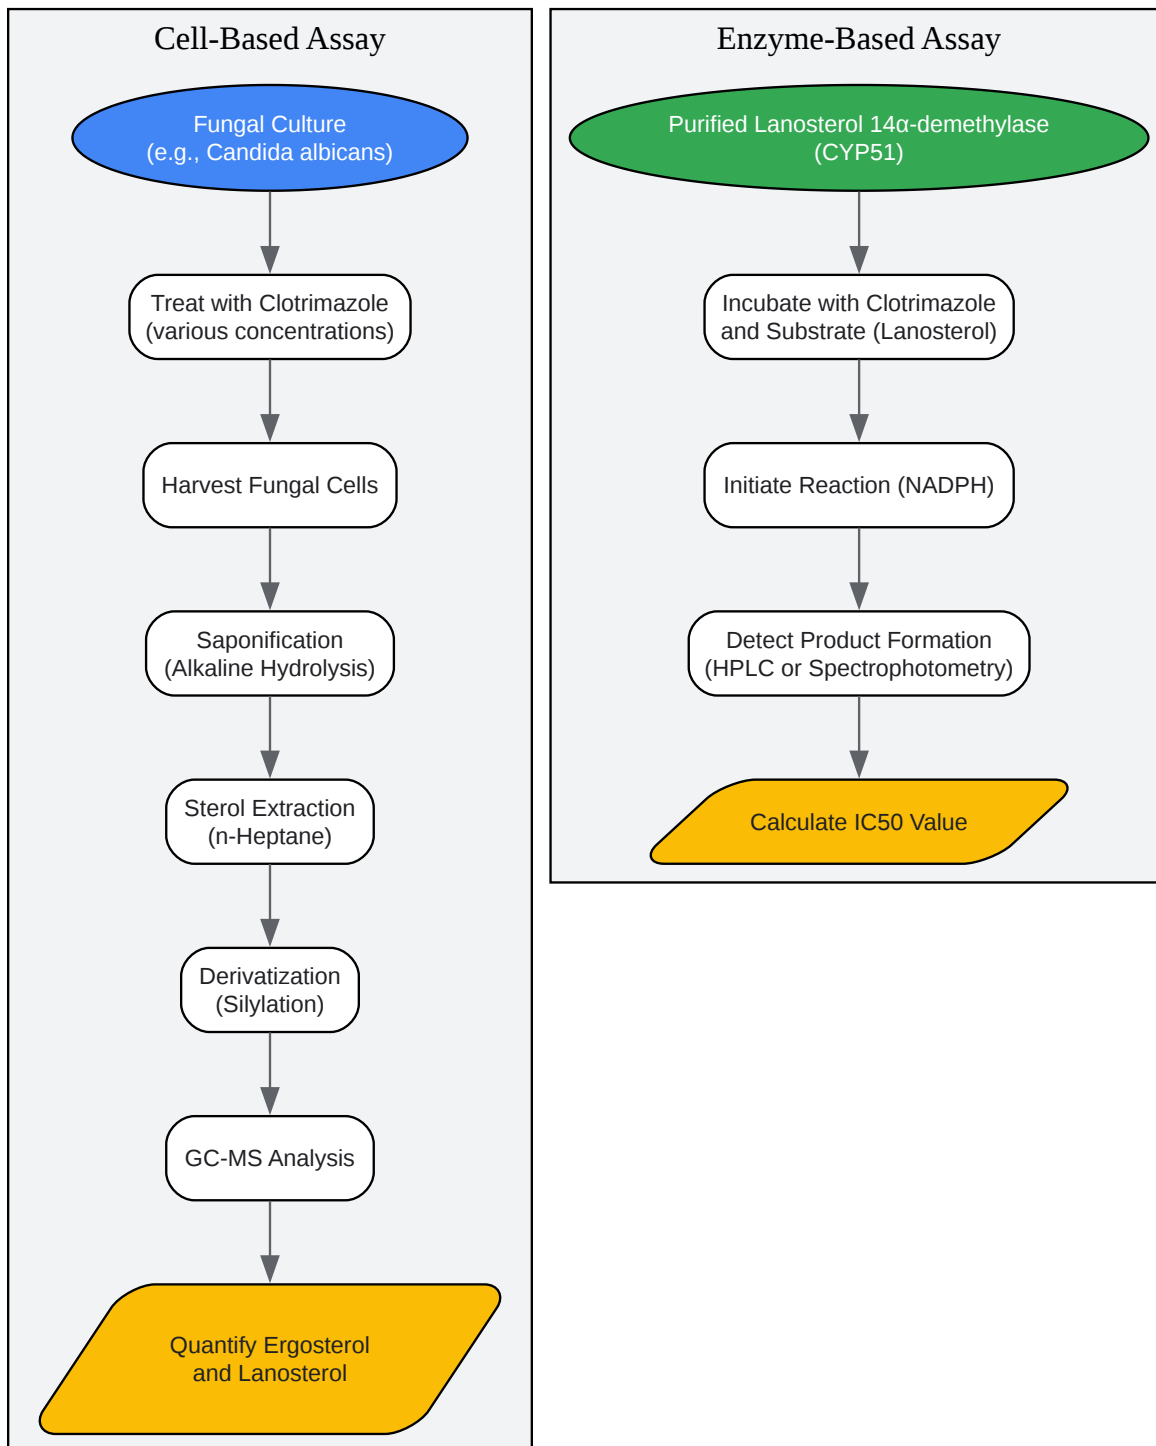 Cell-Based Assay
Fungal Culture
(e.g., Candida albicans)
Treat with Clotrimazole
(various concentrations)
Harvest Fungal Cells
Saponification
(Alkaline Hydrolysis)
Sterol Extraction
(n-Heptane)
Derivatization
(Silylation)
GC-MS Analysis
Quantify Ergosterol
and Lanosterol
Enzyme-Based Assay
Purified Lanosterol 14α-demethylase
(CYP51)
Incubate with Clotrimazole
and Substrate (Lanosterol)
Initiate Reaction (NADPH)
Detect Product Formation
(HPLC or Spectrophotometry)
Calculate IC50 Value